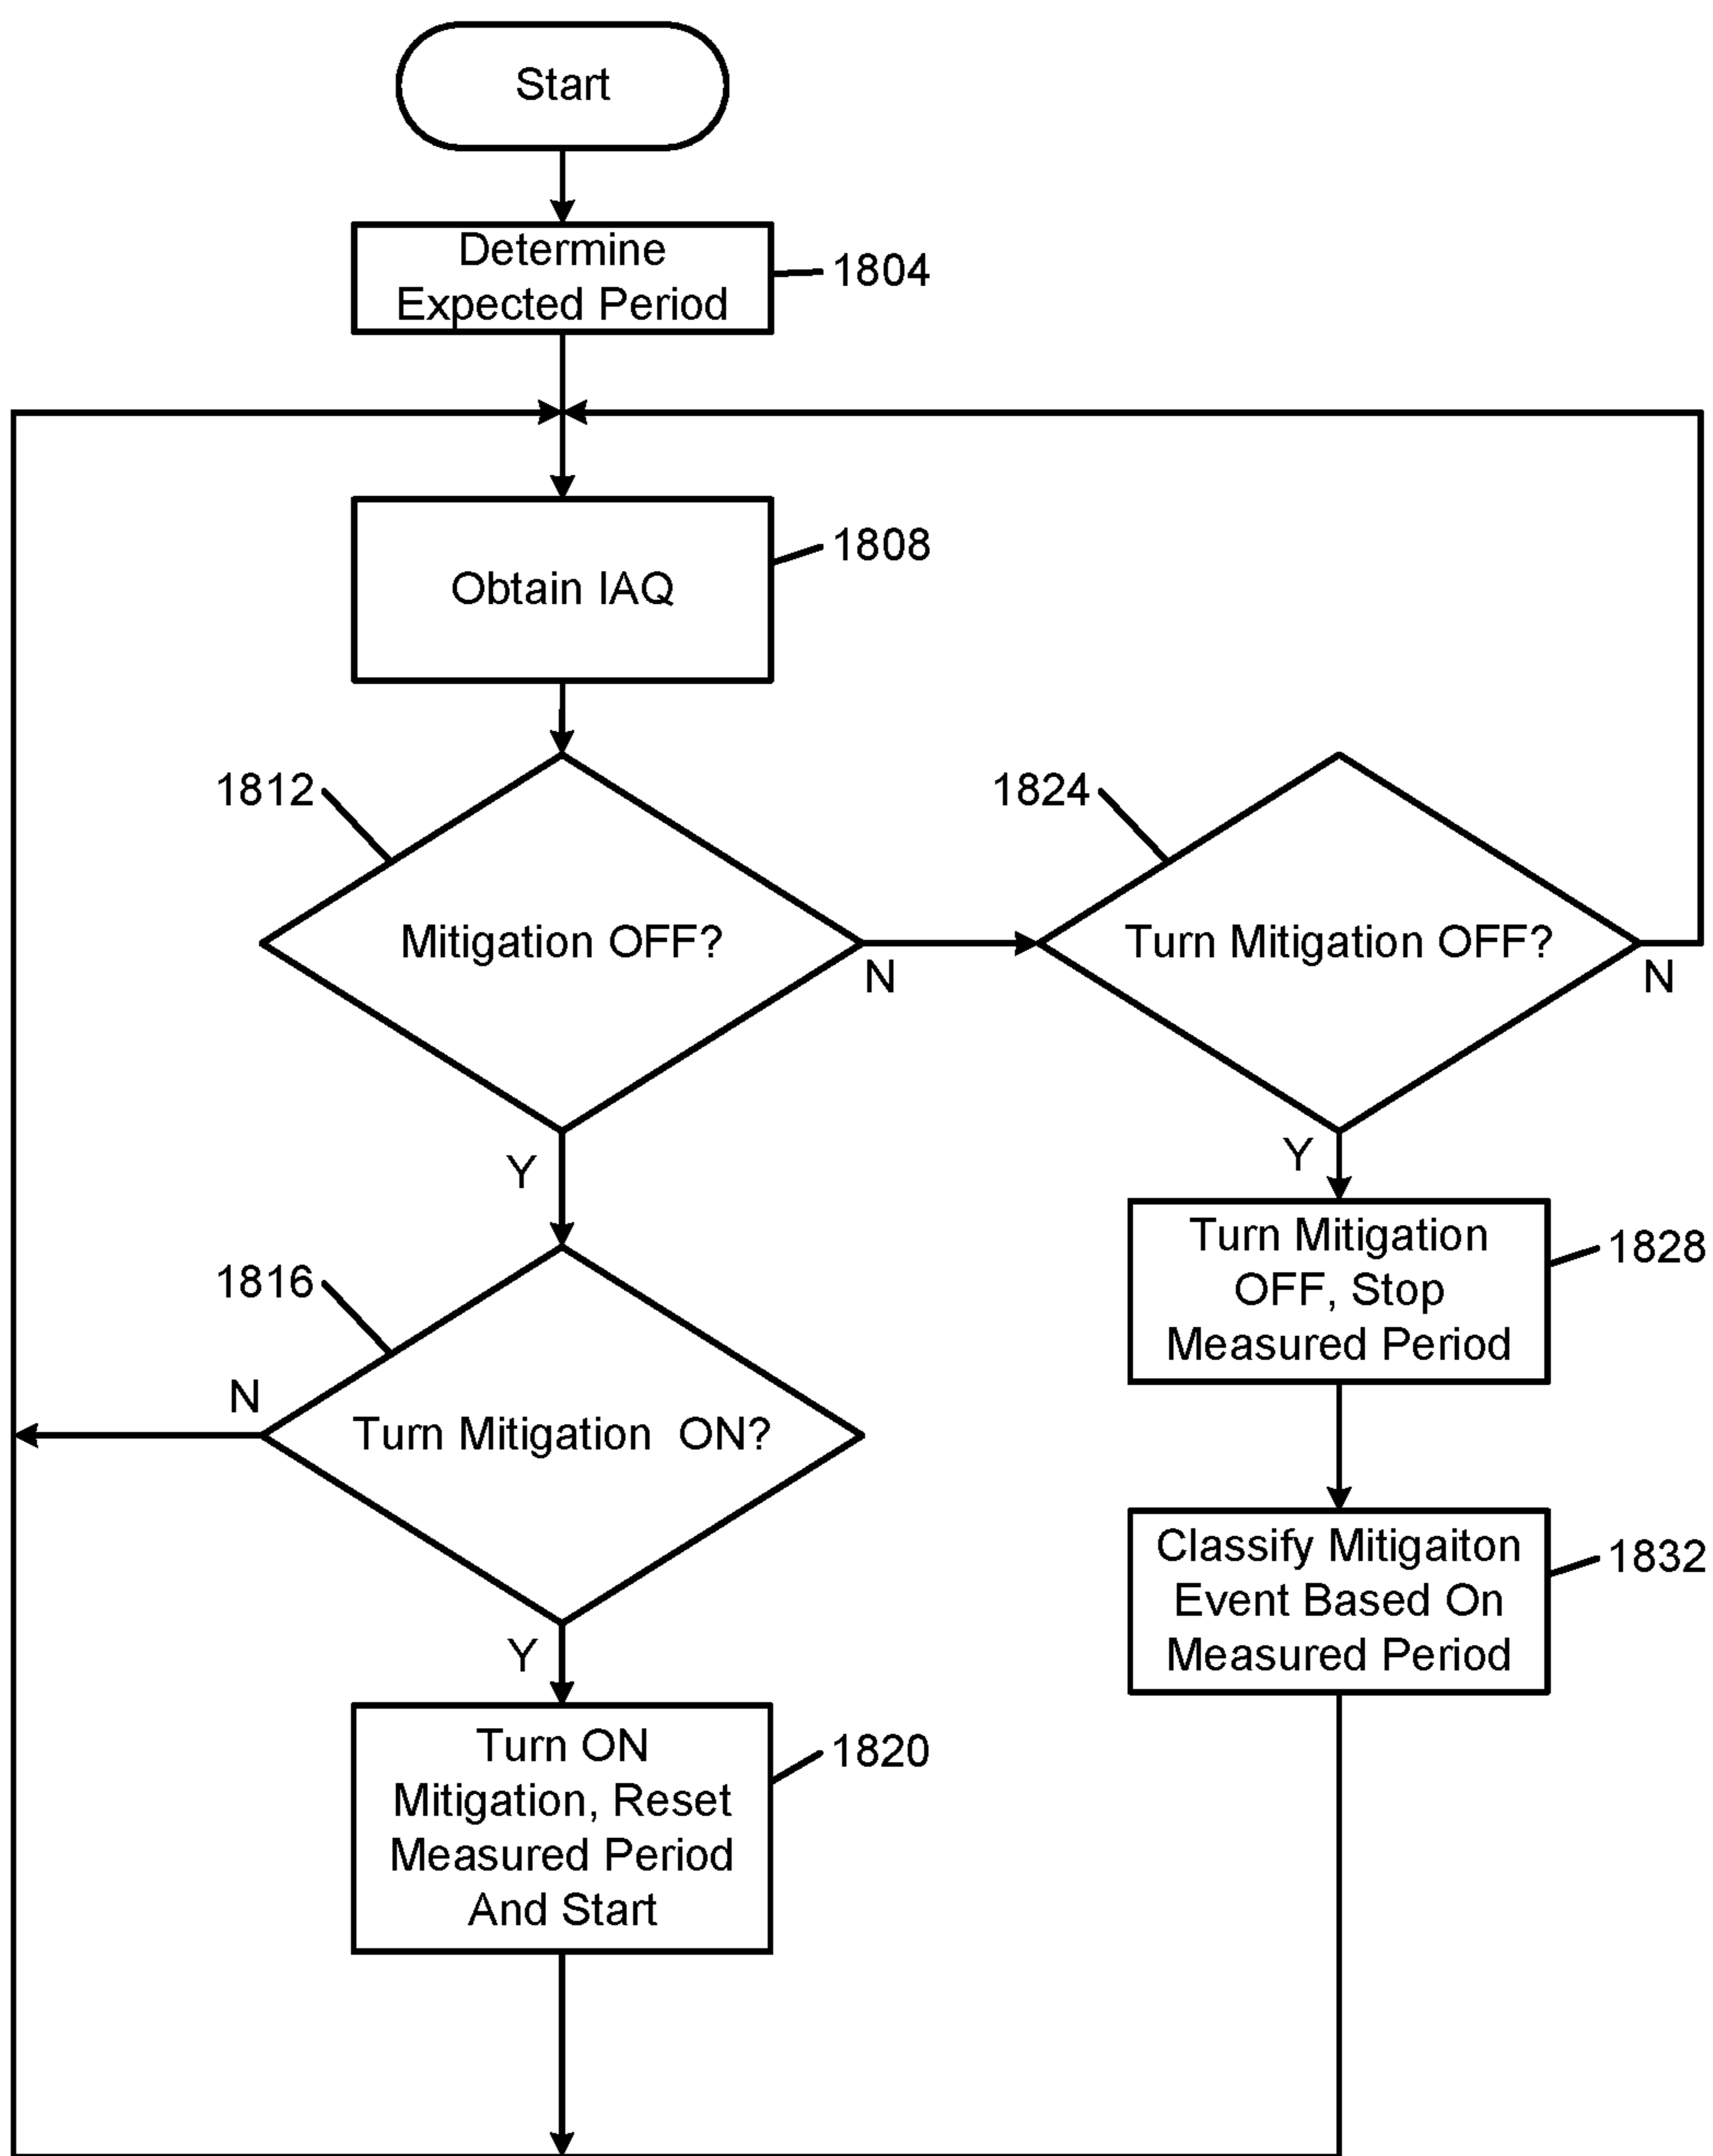 Start
Determine
Expected Period
1804
Obtain IAQ
1808
1812
Mitigation OFF?
N
Y
1824
Turn Mitigation OFF?
N
Y
1816
Turn Mitigation ON?
N
Y
Turn Mitigation
OFF, Stop
Measured Period
1828
Classify Mitigaiton
Event Based On
Measured Period
1832
Turn ON
Mitigation, Reset
Measured Period
And Start
1820